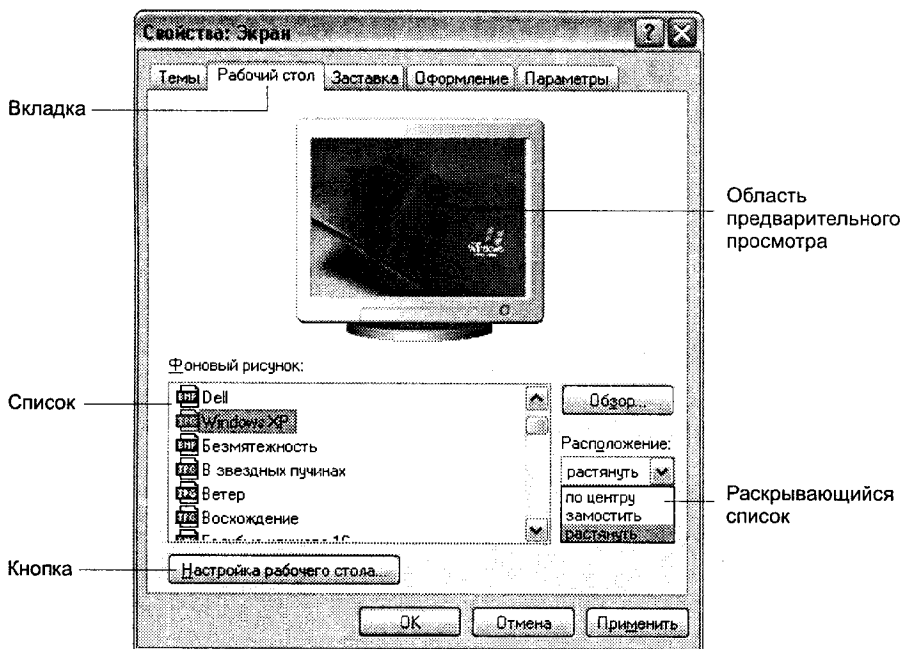 Свойства: Экран
Темы Рабочий стол Заставка Оформление Параметры
Вкладка
Область
предварительного
просмотра
Фоновый рисунок:
Список
Dell
Windows XP
Безмятежность
В звездных пучинах
Ветер
Восхождение
Обзор...
Расположение:
растянуть
по центру
замостить
растянуть
Раскрывающийся
список
Кнопка
Настройка рабочего стола...
ОК Отмена Применить